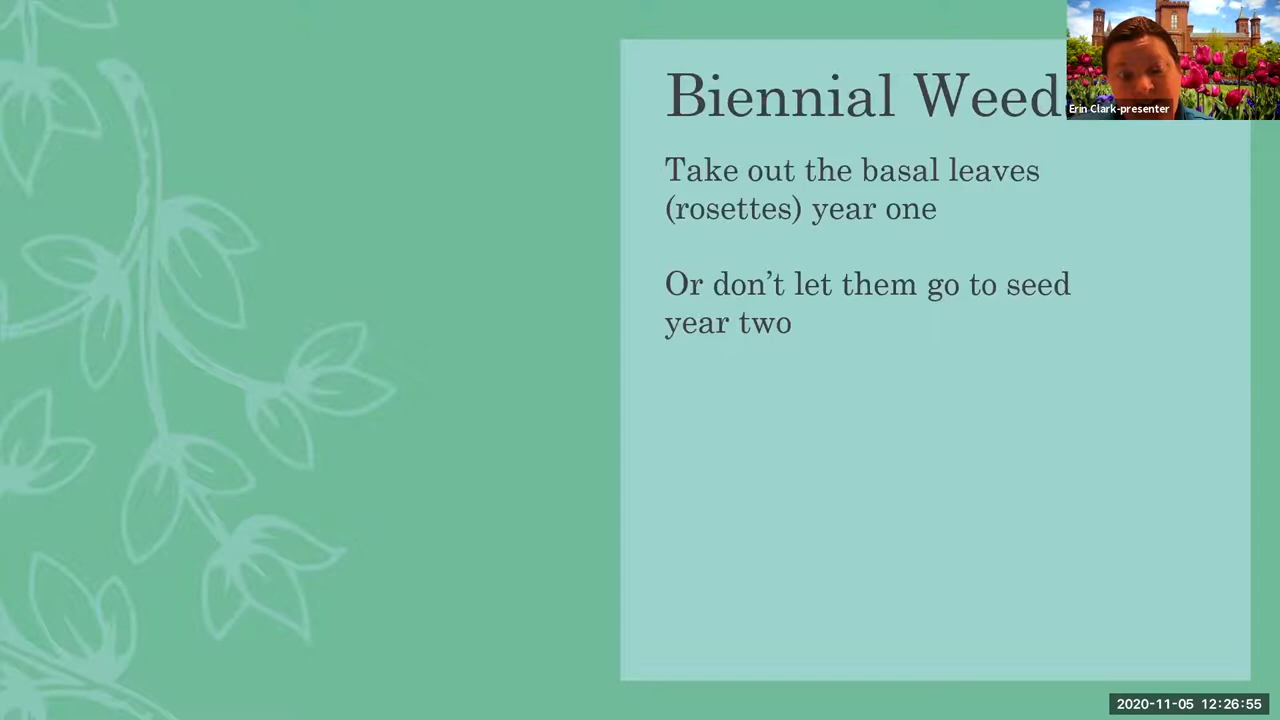 Biennial Weed
Erin Clark-presenter
Take out the basal leaves
(rosettes) year one
Or don’t let them go to seed
year two
2020-11-05 12:26:55